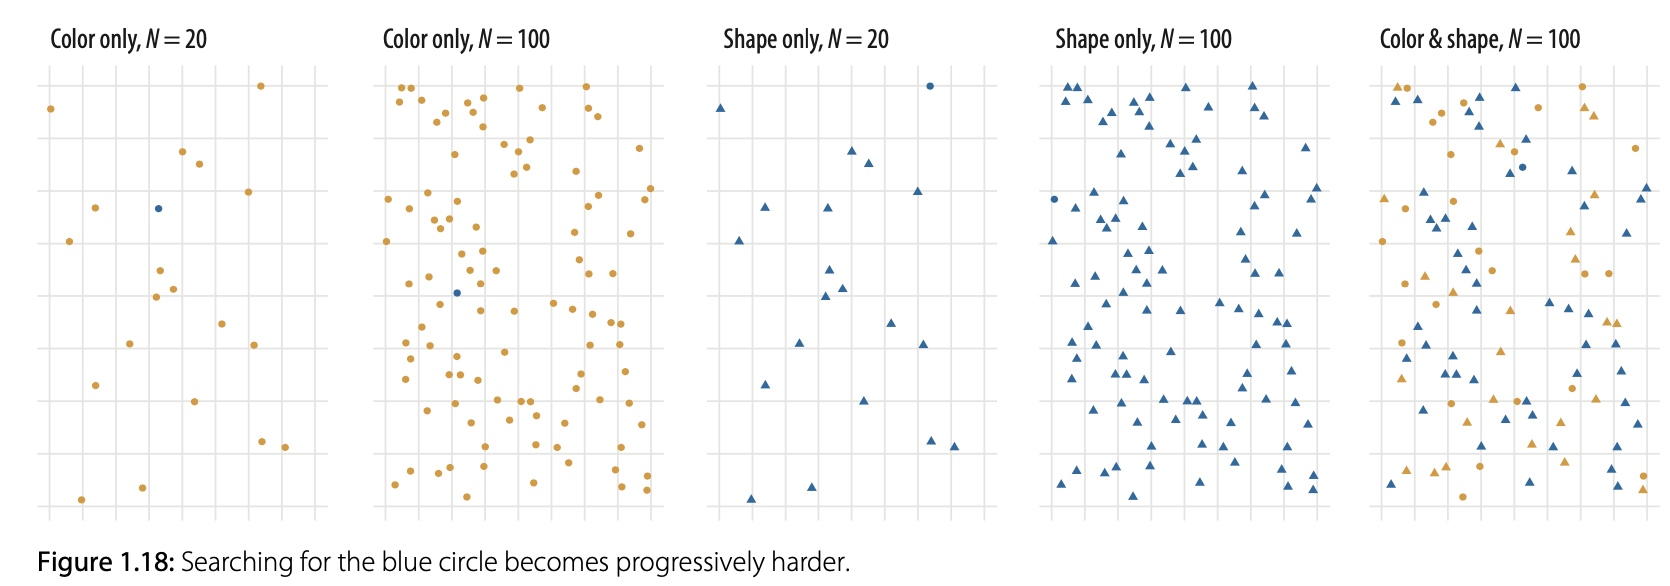 Color only, N = 20
Color only, N = 100
Shape only, N = 20
Shape only, N = 100
Color & shape, N = 100
Figure 1.18: Searching for the blue circle becomes progressively harder.